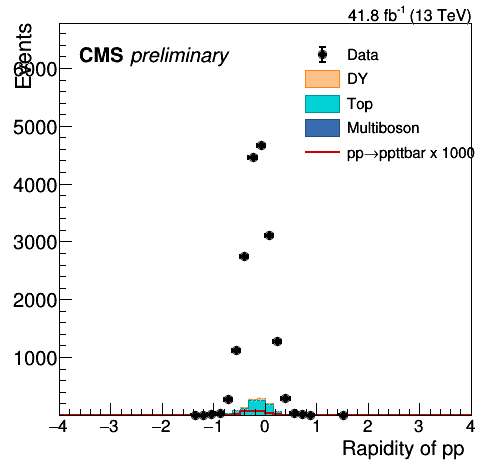 41.8 fb-1 (13 TeV)
Events
CMS preliminary
Data
DY
Top
Multiboson
pp→ppttbar x 1000
6000
5000
4000
3000
2000
1000
−4 −3 −2 −1 0 1 2 3 4
Rapidity of pp